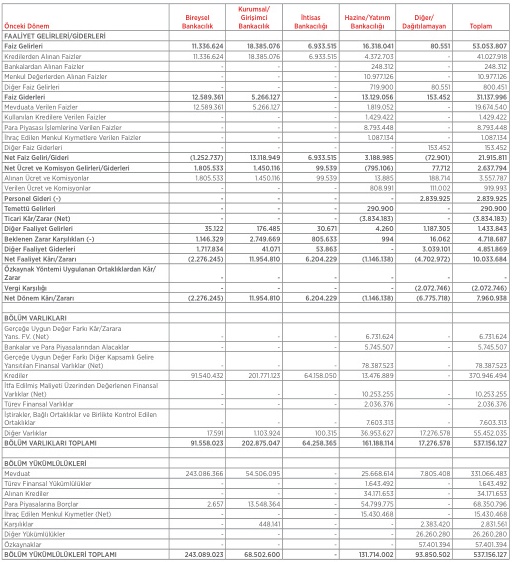 Önceki Dönem Bireysel Bankacılık Kurumsal/ Girişimci Bankacılık İhtisas Bankacılığı Hazine/Yatırım Bankacılığı Diğer/ Dağıtılamayan Toplam
FAALİYET GELİRLERİ/GİDERLERİ
Faiz Gelirleri 11.336.624 18.385.076 6.933.515 16.318.041 80.551 53.053.807
Kredilerden Alınan Faizler 11.336.624 18.385.076 6.933.515 4.372.703 - 41.027.918
Bankalardan Alınan Faizler - - - 248.312 - 248.312
Menkul Değerlerden Alınan Faizler - - - 10.977.126 - 10.977.126
Diğer Faiz Gelirleri - - - 719.900 80.551 800.451
Faiz Giderleri 12.589.361 5.266.127 - 13.129.056 153.452 31.137.996
Mevduata Verilen Faizler 12.589.361 5.266.127 - 1.819.052 - 19.674.540
Kullanılan Kredilere Verilen Faizler - - - 1.429.422 - 1.429.422
Para Piyasası İşlemlerine Verilen Faizler - - - 8.793.448 - 8.793.448
İhraç Edilen Menkul Kıymetlere Verilen Faizler - - - 1.087.134 - 1.087.134
Diğer Faiz Giderleri - - - - 153.452 153.452
Net Faiz Geliri/Gideri (1.252.737) 13.118.949 6.933.515 3.188.985 (72.901) 21.915.811
Net Ücret ve Komisyon Gelirleri/Giderleri 1.805.533 1.450.116 99.539 (795.106) 77.712 2.637.794
Alınan Ücret ve Komisyonlar 1.805.533 1.450.116 99.539 13.885 188.714 3.557.787
Verilen Ücret ve Komisyonlar - - - 808.991 111.002 919.993
Personel Gideri (-) - - - - 2.839.925 2.839.925
Temettü Gelirleri - - - 290.900 - 290.900
Ticari Kâr/Zarar (Net) - - - (3.834.183) - (3.834.183)
Diğer Faaliyet Gelirleri 35.122 176.485 30.671 4.260 1.187.305 1.433.843
Beklenen Zarar Karşılıkları (-) 1.146.329 2.749.669 805.633 994 16.062 4.718.687
Diğer Faaliyet Giderleri 1.717.834 41.071 53.863 - 3.039.101 4.851.869
Net Faaliyet Kârı/Zararı (2.276.245) 11.954.810 6.204.229 (1.146.138) (4.702.972) 10.033.684
Özkaynak Yöntemi Uygulanan Ortaklıklardan Kâr/
Zarar - - - - - -
Vergi Karşılığı - - - - (2.072.746) (2.072.746)
Net Dönem Kârı/Zararı (2.276.245) 11.954.810 6.204.229 (1.146.138) (6.775.718) 7.960.938
BÖLÜM VARLIKLARI
Gerçeğe Uygun Değer Farkı Kâr/Zarara
Yans. FV. (Net) - - - 6.731.624 - 6.731.624
Bankalar ve Para Piyasalarından Alacaklar - - - 5.745.507 - 5.745.507
Gerçeğe Uygun Değer Farkı Diğer Kapsamlı Gelire
Yansıtılan Finansal Varlıklar (Net) - - - 78.387.523 - 78.387.523
Krediler 91.540.432 201.771.123 64.158.050 13.476.889 - 370.946.494
İtfa Edilmiş Maliyeti Üzerinden Değerlenen Finansal
Varlıklar (Net) - - - 10.253.255 - 10.253.255
Türev Finansal Varlıklar - - - 2.036.376 - 2.036.376
İştirakler, Bağlı Ortaklıklar ve Birlikte Kontrol Edilen
Ortaklıklar - - - 7.603.313 - 7.603.313
Diğer Varlıklar 17.591 1.103.924 100.315 36.953.627 17.276.578 55.452.035
BÖLÜM VARLIKLARI TOPLAMI 91.558.023 202.875.047 64.258.365 161.188.114 17.276.578 537.156.127
BÖLÜM YÜKÜMLÜLÜKLERİ
Mevduat 243.086.366 54.506.095 - 25.668.614 7.805.408 331.066.483
Türev Finansal Yükümlülükler - - - 1.643.492 - 1.643.492
Alınan Krediler - - - 34.171.653 - 34.171.653
Para Piyasalarına Borçlar 2.657 13.548.364 - 54.799.775 - 68.350.796
İhraç Edilen Menkul Kıymetler (Net) - - - 15.430.468 - 15.430.468
Karşılıklar - 448.141 - - 2.383.420 2.831.561
Diğer Yükümlülükler - - - - 26.260.280 26.260.280
Özkaynaklar - - - - 57.401.394 57.401.394
BÖLÜM YÜKÜMLÜLÜKLERİ TOPLAMI 243.089.023 68.502.600 - 131.714.002 93.850.502 537.156.127